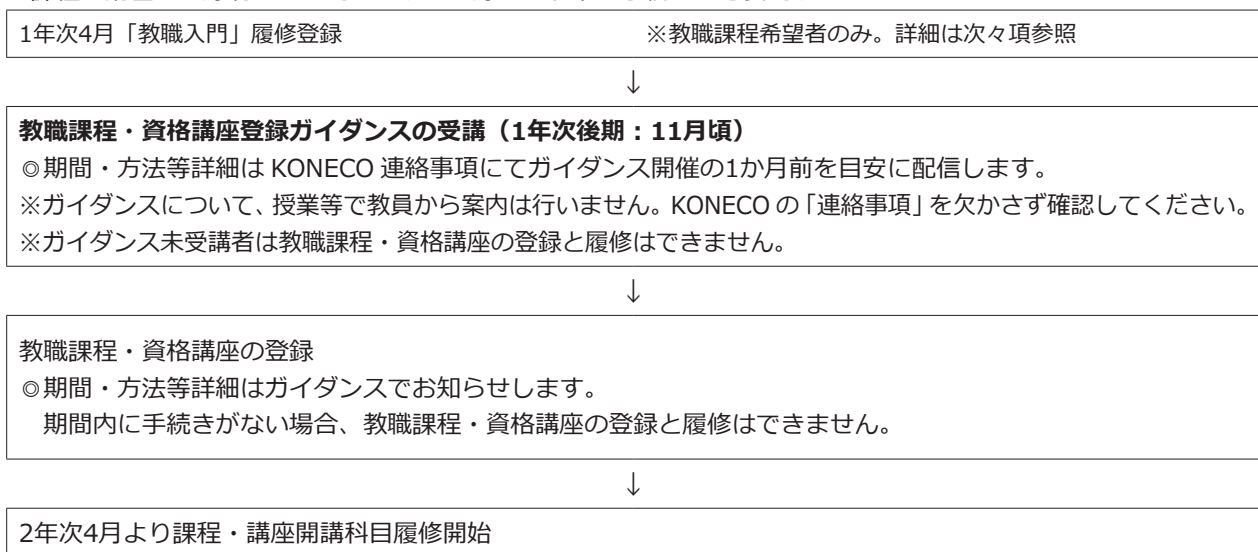 1年次4月「教職入門」履修登録 ※教職課程希望者のみ。詳細は次々項参照
↓
教職課程・資格講座登録ガイダンスの受講(1年次後期:11月頃)
◎期間・方法等詳細は KONECO 連絡事項にてガイダンス開催の1か月前を目安に配信します。
※ガイダンスについて、授業等で教員から案内は行いません。KONECO の「連絡事項」を欠かさず確認してください。
※ガイダンス未受講者は教職課程・資格講座の登録と履修はできません。
↓
教職課程・資格講座の登録
◎期間・方法等詳細はガイダンスでお知らせします。
期間内に手続きがない場合、教職課程・資格講座の登録と履修はできません。
↓
2年次4月より課程・講座開講科目履修開始